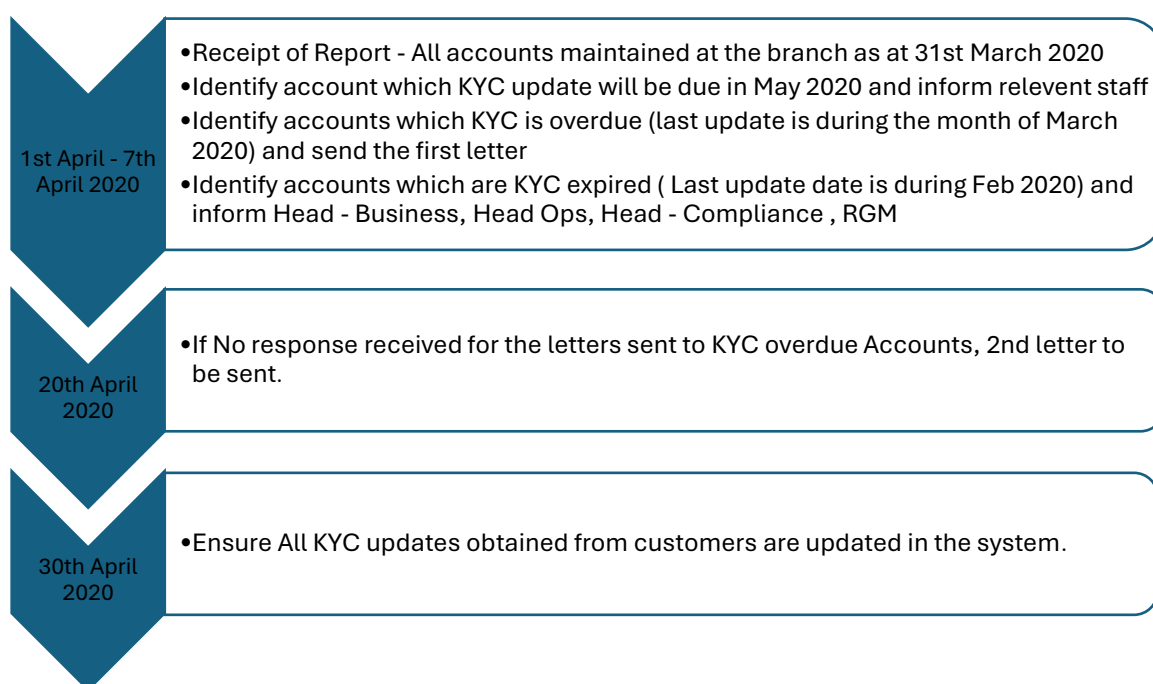 1st April - 7th
April 2020
•Receipt of Report - All accounts maintained at the branch as at 31st March 2020
•Identify account which KYC update will be due in May 2020 and inform relevent staff
•Identify accounts which KYC is overdue (last update is during the month of March
2020) and send the first letter
•Identify accounts which are KYC expired ( Last update date is during Feb 2020) and
inform Head - Business, Head Ops, Head - Compliance , RGM
20th April
2020
•If No response received for the letters sent to KYC overdue Accounts, 2nd letter to
be sent.
30th April
2020
•Ensure All KYC updates obtained from customers are updated in the system.